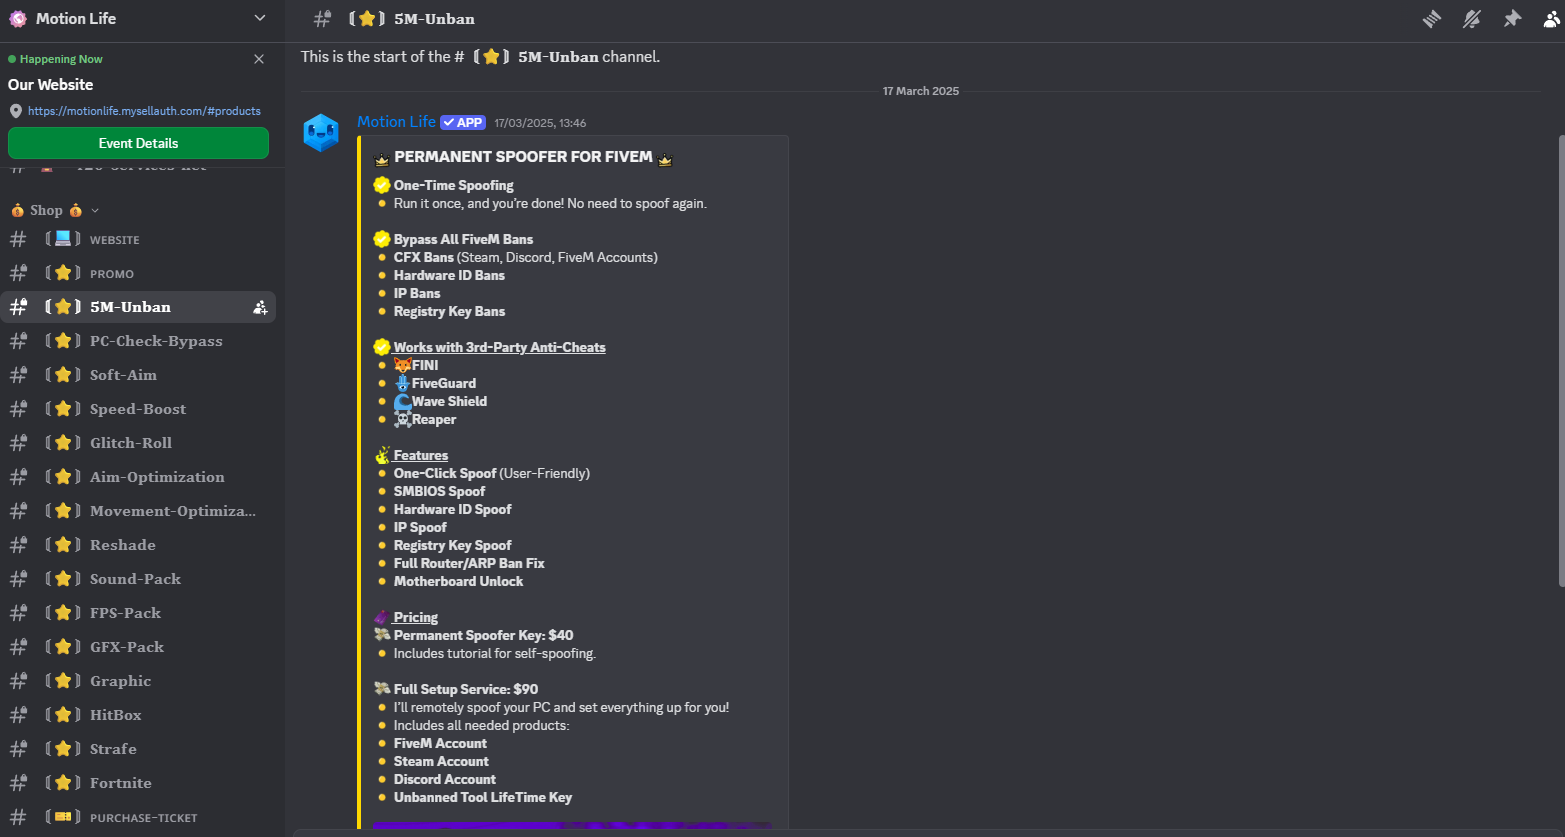 Motion Life
Happening Now
Our Website
https://motionlife.mysellauth.com/#products
Event Details
Shop
WEBSITE
PROMO
5M-Unban
PC-Check-Bypass
Soft-Aim
Speed-Boost
Glitch-Roll
Aim-Optimization
Movement-Optimiza...
Reshade
Sound-Pack
FPS-Pack
GFX-Pack
Graphic
HitBox
Strafe
Fortnite
PURCHASE-TICKET
5M-Unban
This is the start of the # 【⭐】 5M-Unban channel.
17 March 2025
Motion Life APP 17/03/2025, 13:46
PERMANENT SPOOFER FOR FIVEM
One-Time Spoofing
Run it once, and you're done! No need to spoof again.
Bypass All FiveM Bans
CFX Bans (Steam, Discord, FiveM Accounts)
Hardware ID Bans
IP Bans
Registry Key Bans
Works with 3rd-Party Anti-Cheats
FINI
FiveGuard
Wave Shield
Reaper
Features
One-Click Spoof (User-Friendly)
SMBIOS Spoof
Hardware ID Spoof
IP Spoof
Registry Key Spoof
Full Router/ARP Ban Fix
Motherboard Unlock
Pricing
Permanent Spoofer Key: $40
Includes tutorial for self-spoofing.
Full Setup Service: $90
I'll remotely spoof your PC and set everything up for you!
Includes all needed products:
FiveM Account
Steam Account
Discord Account
Unbanned Tool LifeTime Key